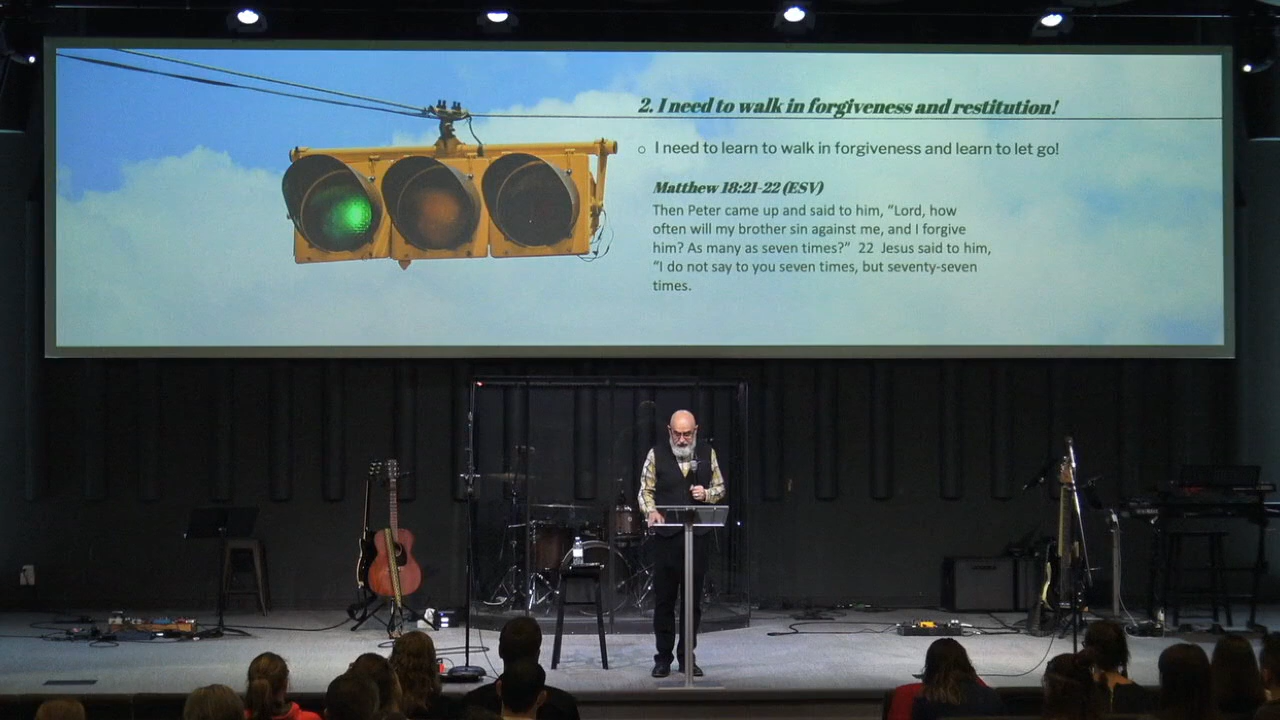 2. I need to walk in forgiveness and restitution!
○ I need to learn to walk in forgiveness and learn to let go!
Matthew 18:21-22 (ESV)
Then Peter came up and said to him, “Lord, how
often will my brother sin against me, and I forgive
him? As many as seven times?” 22 Jesus said to him,
“I do not say to you seven times, but seventy-seven
times.